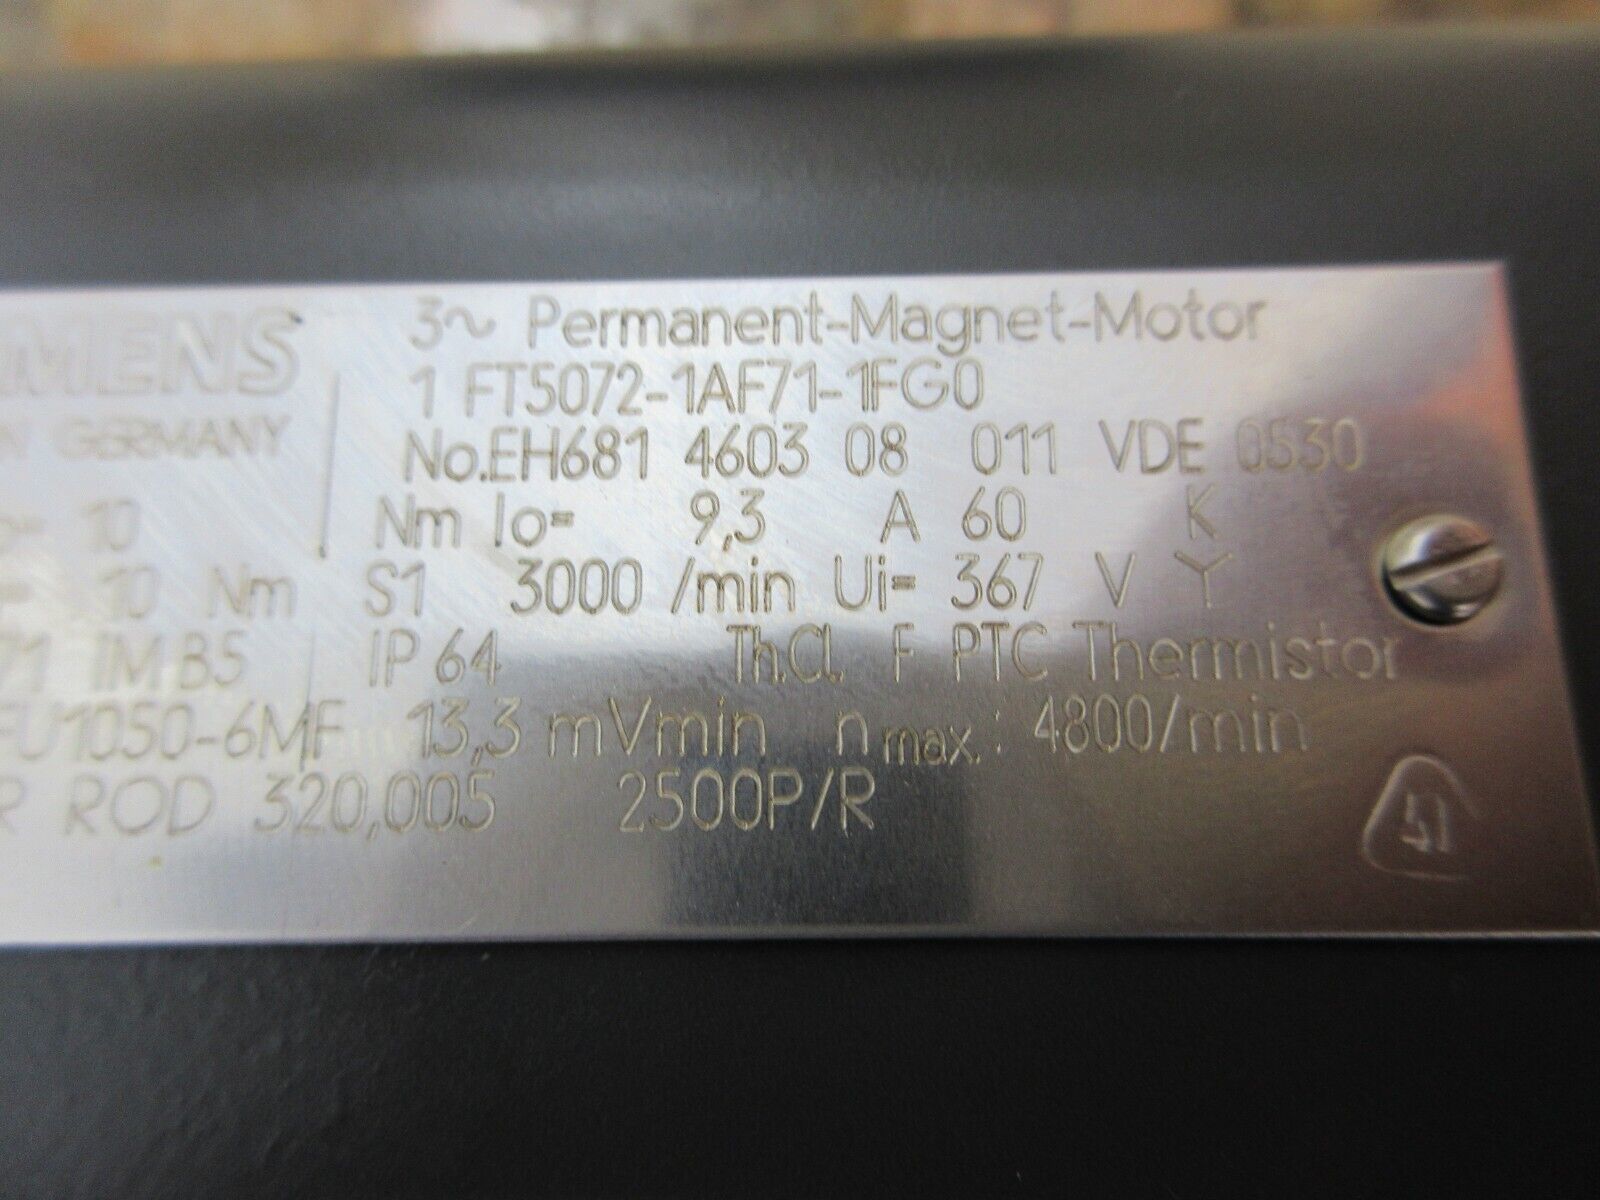 MENS 3~ Permanent-Magnet-Motor
1 FT5072-1AF71-1FG0
GERMANY No.EH681 4603 08 011 VDE 0530
o= 10 Nm Io= 9,3 A 60 K
= 10 Nm S1 3000 /min Ui= 367 V Y
71 IM B5 IP 64 Th.Cl. F PTC Thermistor
FU1050-6MF 13,3 mVmin n max.: 4800/min
R ROD 320,005 2500P/R